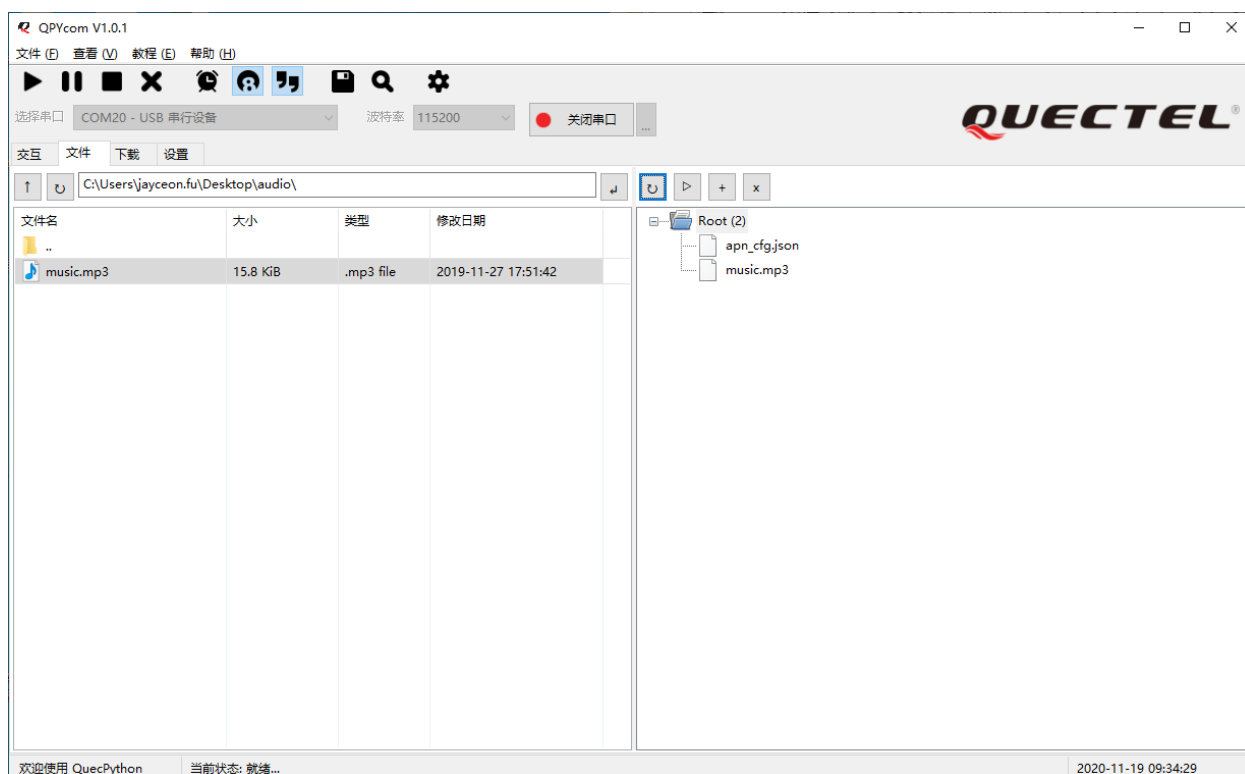 QPYcom V1.0.1
文件 (F) 查看 (V) 教程 (E) 帮助 (H)
选择串口 COM20 - USB 串行设备 波特率 115200 关闭串口 ...
QUECTEL®
交互 文件 下载 设置
C:\Users\jayceon.fu\Desktop\audio\
文件名 大小 类型 修改日期
..
music.mp3 15.8 KiB .mp3 file 2019-11-27 17:51:42
Root (2)
apn_cfg.json
music.mp3
欢迎使用 QuecPython 当前状态: 就绪... 2020-11-19 09:34:29